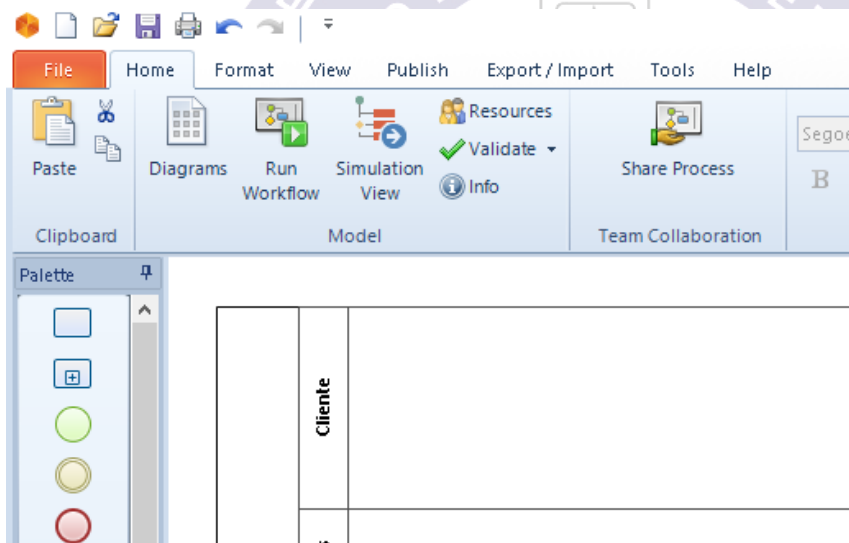 File Home Format View Publish Export / Import Tools Help
Paste
Diagrams
Run
Workflow
Simulation
View
Resources
Validate
Info
Share Process
B
Clipboard
Model
Team Collaboration
Palette
Cliente